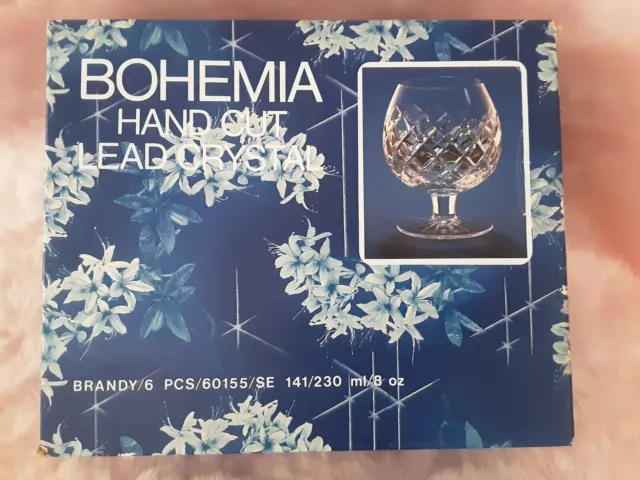 BOHEMIA
HAND CUT
LEAD CRYSTAL
BRANDY/6 PCS/60155/SE 141/230 ml/8 oz